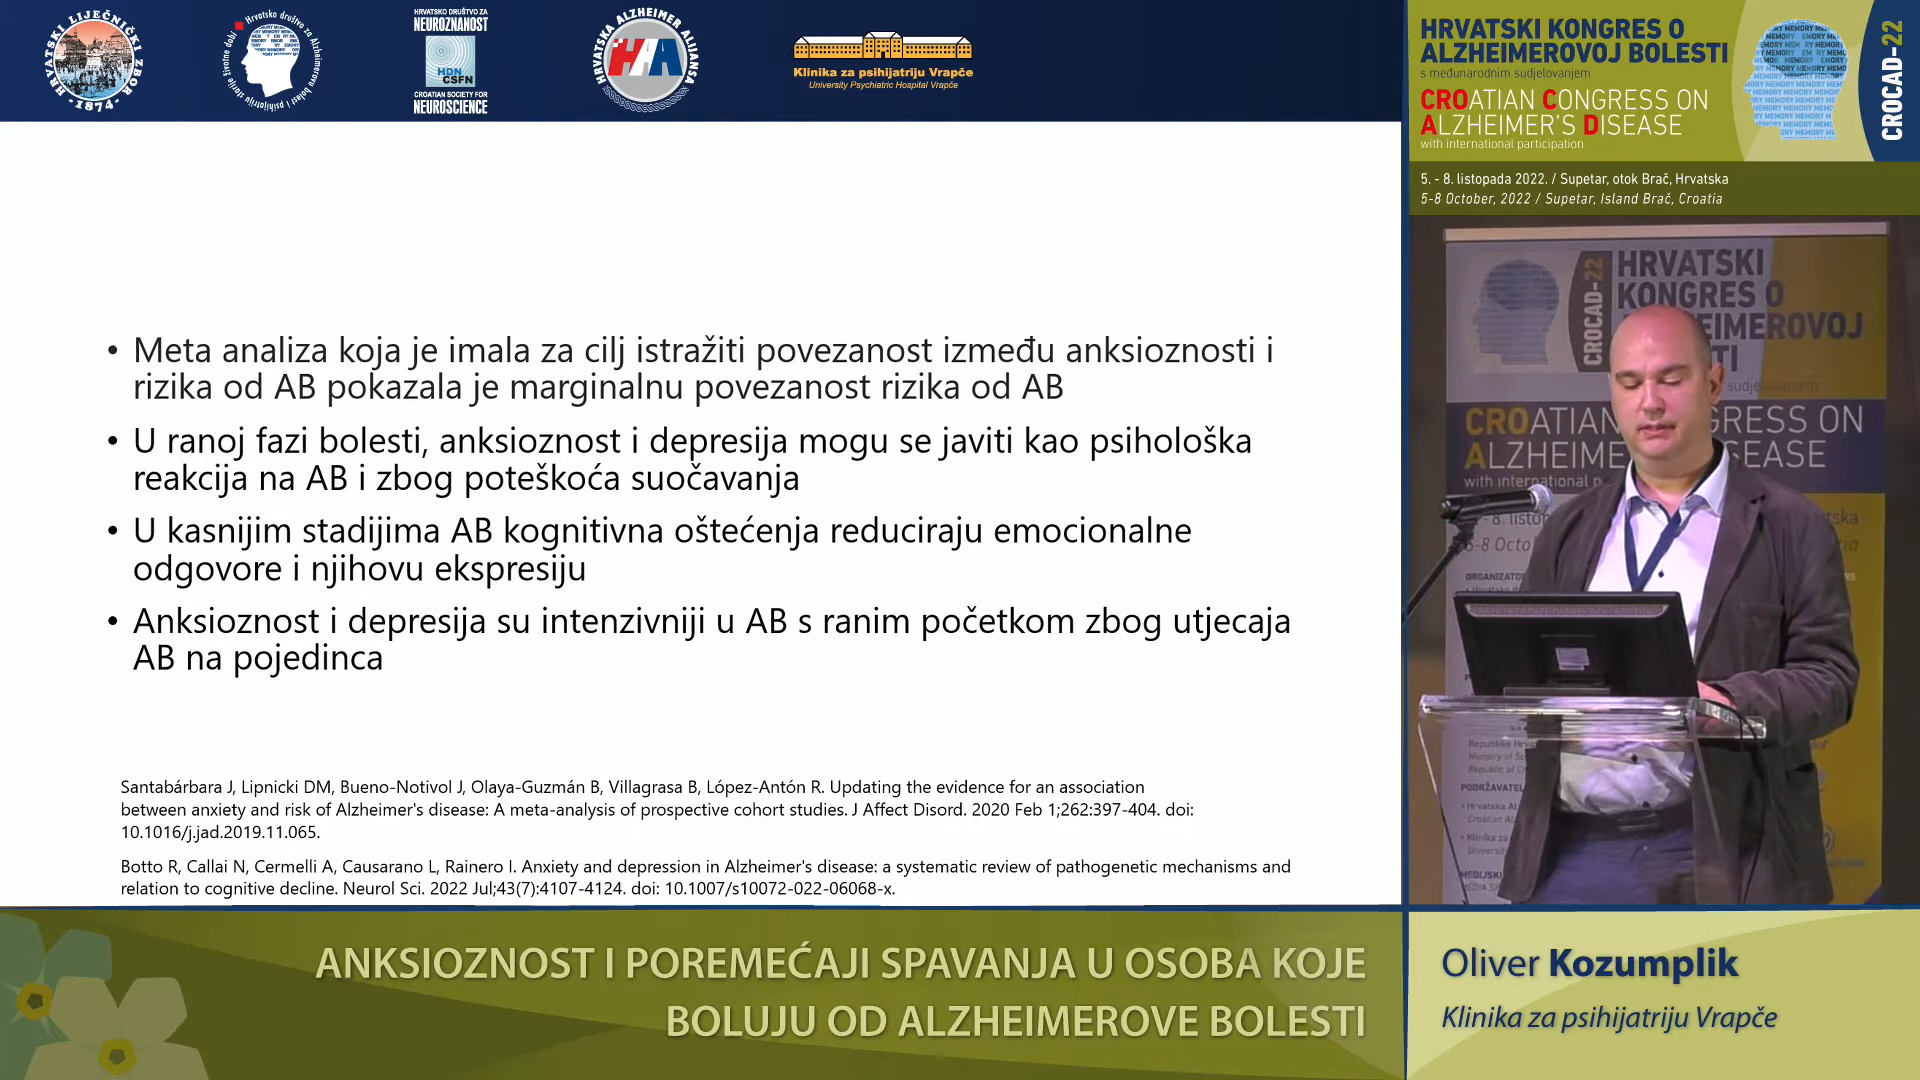 HRVATSKI LIJEČNIČKI ZBOR
- 1874 -
HRVATSKO DRUŠTVO ZA
NEUROZNANOST
HDN
CSFN
CROATIAN SOCIETY FOR
NEUROSCIENCE
HRVATSKA ALZHEIMER ALIJANSA
HAA
Klinika za psihijatriju Vrapče
University Psychiatric Hospital Vrapče
HRVATSKI KONGRES O
ALZHEIMEROVOJ BOLESTI
s međunarodnim sudjelovanjem
CROATIAN CONGRESS ON
ALZHEIMER'S DISEASE
with international participation
CROCAD-22
5. - 8. listopada 2022. / Supetar, otok Brač, Hrvatska
5-8 October, 2022 / Supetar, Island Brač, Croatia
• Meta analiza koja je imala za cilj istražiti povezanost između anksioznosti i
rizika od AB pokazala je marginalnu povezanost rizika od AB
• U ranoj fazi bolesti, anksioznost i depresija mogu se javiti kao psihološka
reakcija na AB i zbog poteškoća suočavanja
• U kasnijim stadijima AB kognitivna oštećenja reduciraju emocionalne
odgovore i njihovu ekspresiju
• Anksioznost i depresija su intenzivniji u AB s ranim početkom zbog utjecaja
AB na pojedinca
Santabárbara J, Lipnicki DM, Bueno-Notivol J, Olaya-Guzmán B, Villagrasa B, López-Antón R. Updating the evidence for an association
between anxiety and risk of Alzheimer's disease: A meta-analysis of prospective cohort studies. J Affect Disord. 2020 Feb 1;262:397-404. doi:
10.1016/j.jad.2019.11.065.
Botto R, Callai N, Cermelli A, Causarano L, Rainero I. Anxiety and depression in Alzheimer's disease: a systematic review of pathogenetic mechanisms and
relation to cognitive decline. Neurol Sci. 2022 Jul;43(7):4107-4124. doi: 10.1007/s10072-022-06068-x.
CROCAD-22
HRVATSKI
KONGRES O
ANKSIOZNOST I POREMEĆAJI SPAVANJA U OSOBA KOJE
BOLUJU OD ALZHEIMEROVE BOLESTI
Oliver Kozumplik
Klinika za psihijatriju Vrapče